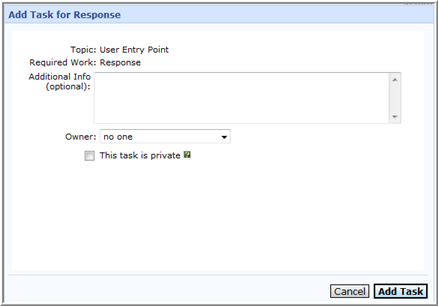 Add Task for Response
Topic: User Entry Point
Required Work: Response
Additional Info
(optional):
Owner: no one
This task is private ?
Cancel Add Task